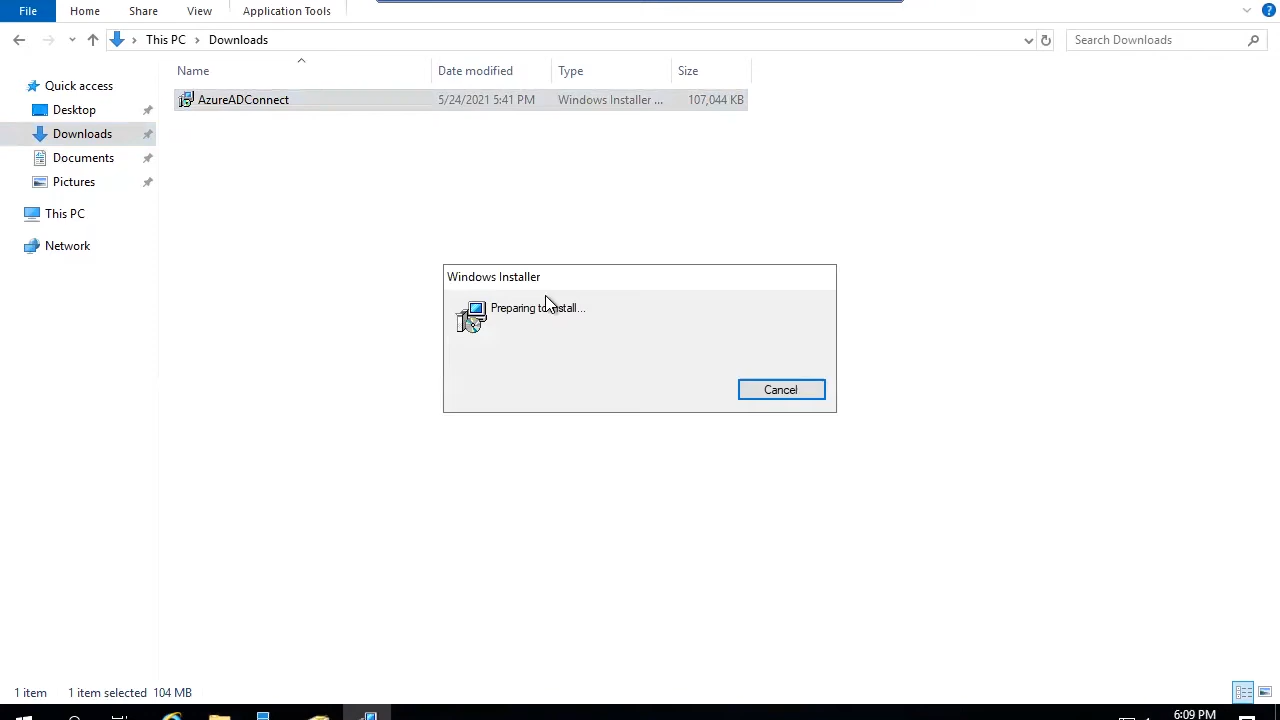 File Home Share View Application Tools
This PC Downloads Search Downloads
Name Date modified Type Size
AzureADConnect 5/24/2021 5:41 PM Windows Installer ... 107,044 KB
Quick access
Desktop
Downloads
Documents
Pictures
This PC
Network
Windows Installer
Preparing to install...
Cancel
1 item 1 item selected 104 MB
6:09 PM